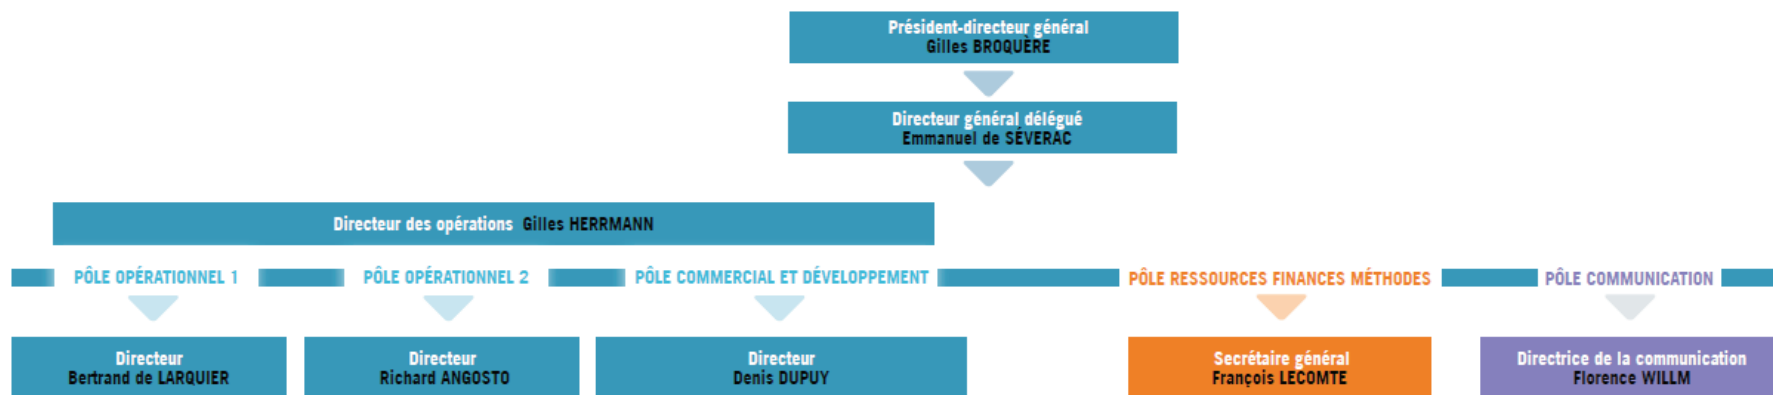 Président-directeur général
Gilles BROQUÈRE
Directeur général délégué
Emmanuel de SÉVERAC
Directeur des opérations Gilles HERRMANN
PÔLE OPÉRATIONNEL 1
PÔLE OPÉRATIONNEL 2
PÔLE COMMERCIAL ET DÉVELOPPEMENT
PÔLE RESSOURCES FINANCES MÉTHODES
PÔLE COMMUNICATION
Directeur
Bertrand de LARQUIER
Directeur
Richard ANGOSTO
Directeur
Denis DUPUY
Secrétaire général
François LECOMTE
Directrice de la communication
Florence WILLM